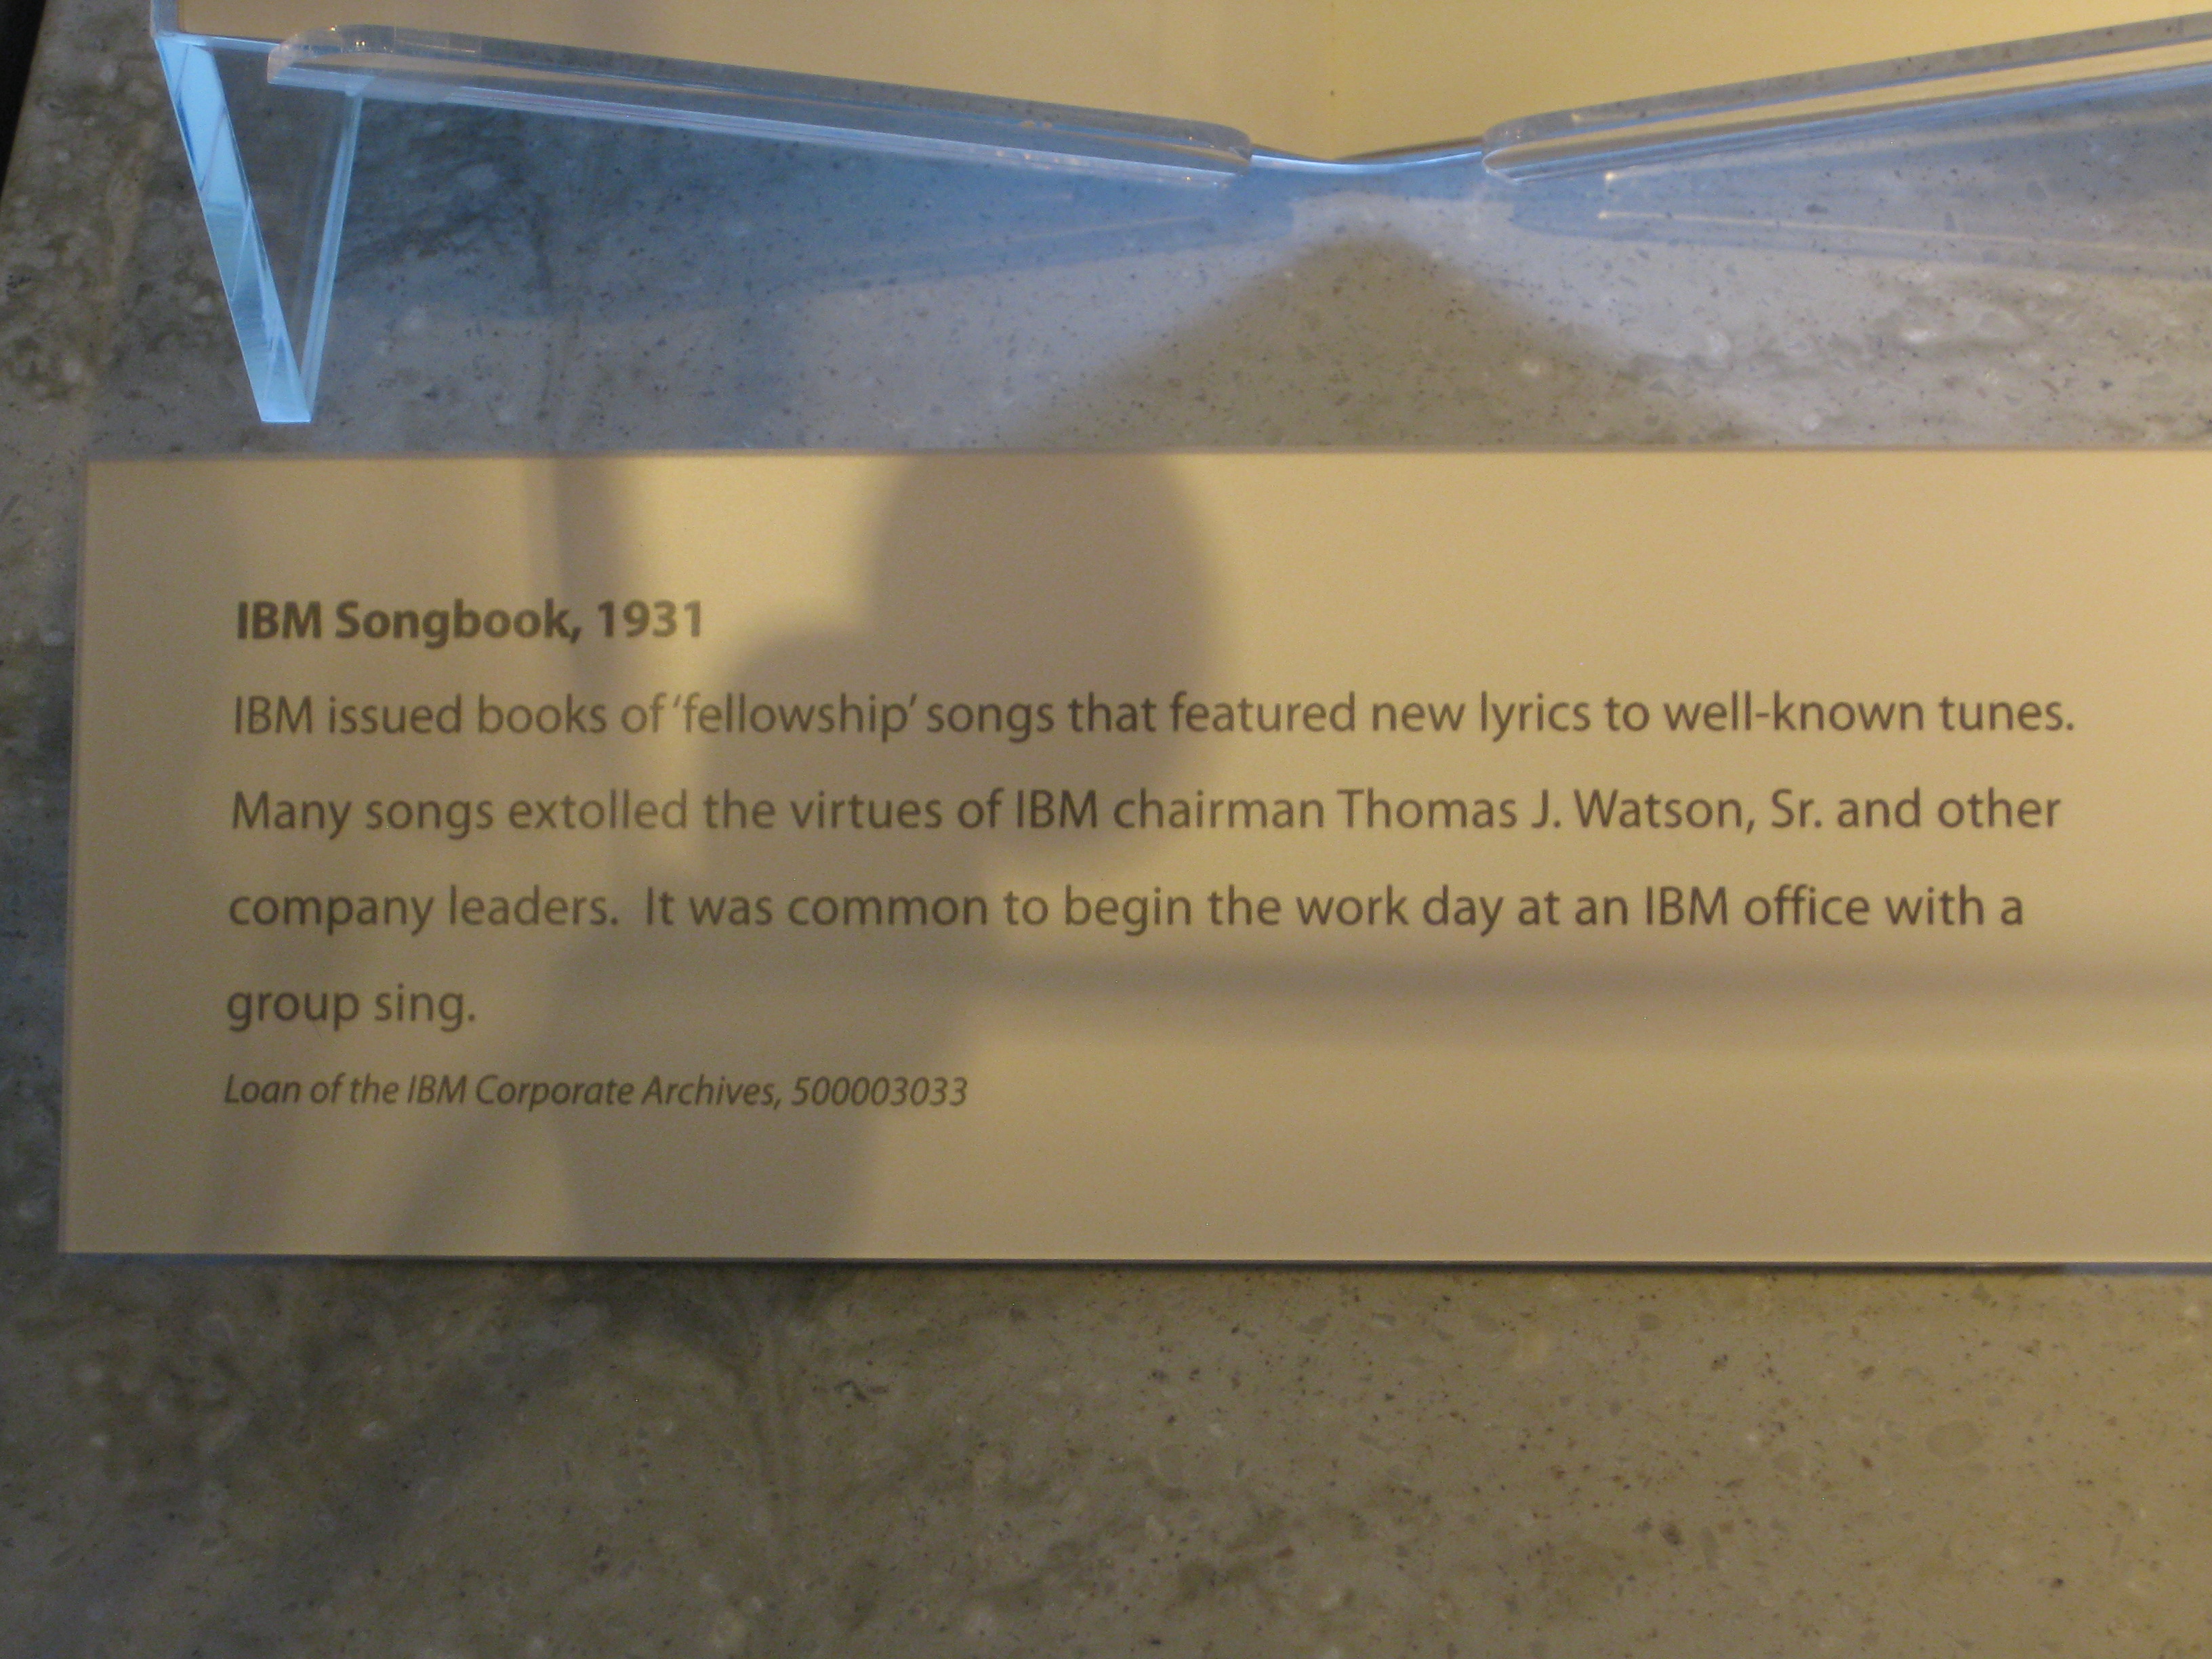 IBM Songbook, 1931
IBM issued books of ‘fellowship’ songs that featured new lyrics to well-known tunes.
Many songs extolled the virtues of IBM chairman Thomas J. Watson, Sr. and other
company leaders.  It was common to begin the work day at an IBM office with a
group sing.
Loan of the IBM Corporate Archives, 500003033